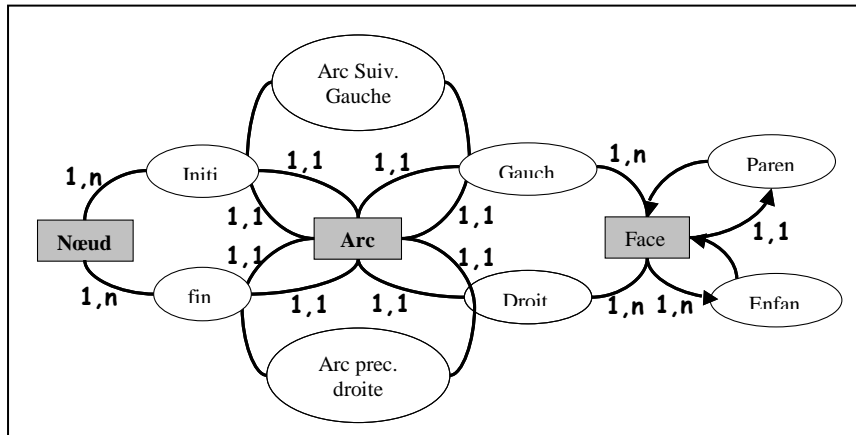 Arc Suiv.
Gauche
Initi
1,1
1,1
Gauch
1,n
Paren
1,n
1,1
1,1
Nœud
Arc
Face
1,1
1,1
1,1
1,n
fin
1,1
1,1
Droit
1,n
1,n
Enfan
Arc prec.
droite